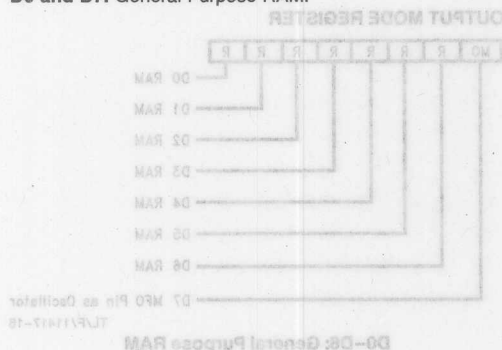 D6 and D7: General Purpose RAM.
OUTPUT MODE REGISTER
MO R R R R R R R
D0 RAM
D1 RAM
D2 RAM
D3 RAM
D4 RAM
D5 RAM
D6 RAM
D7 MFO Pin as Oscillator
TL/F/11417-16
D0–D6: General Purpose RAM